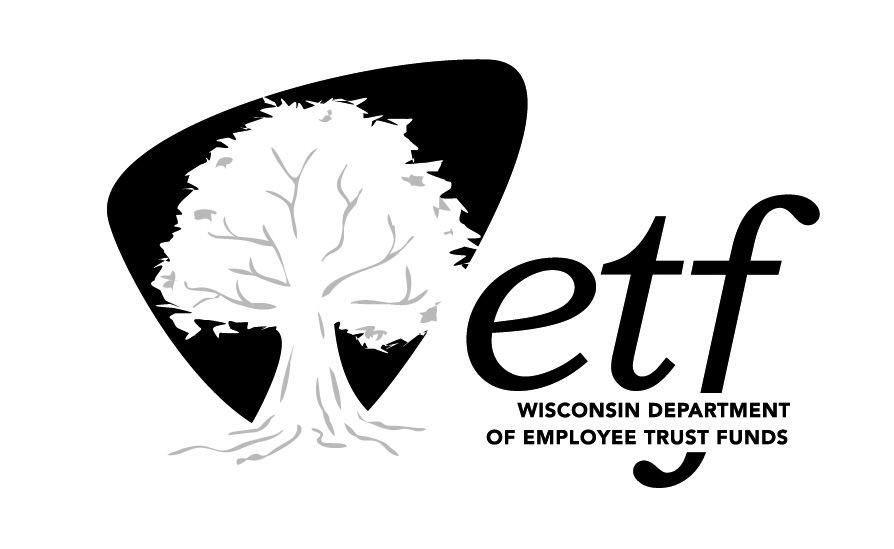 etf
WISCONSIN DEPARTMENT
OF EMPLOYEE TRUST FUNDS